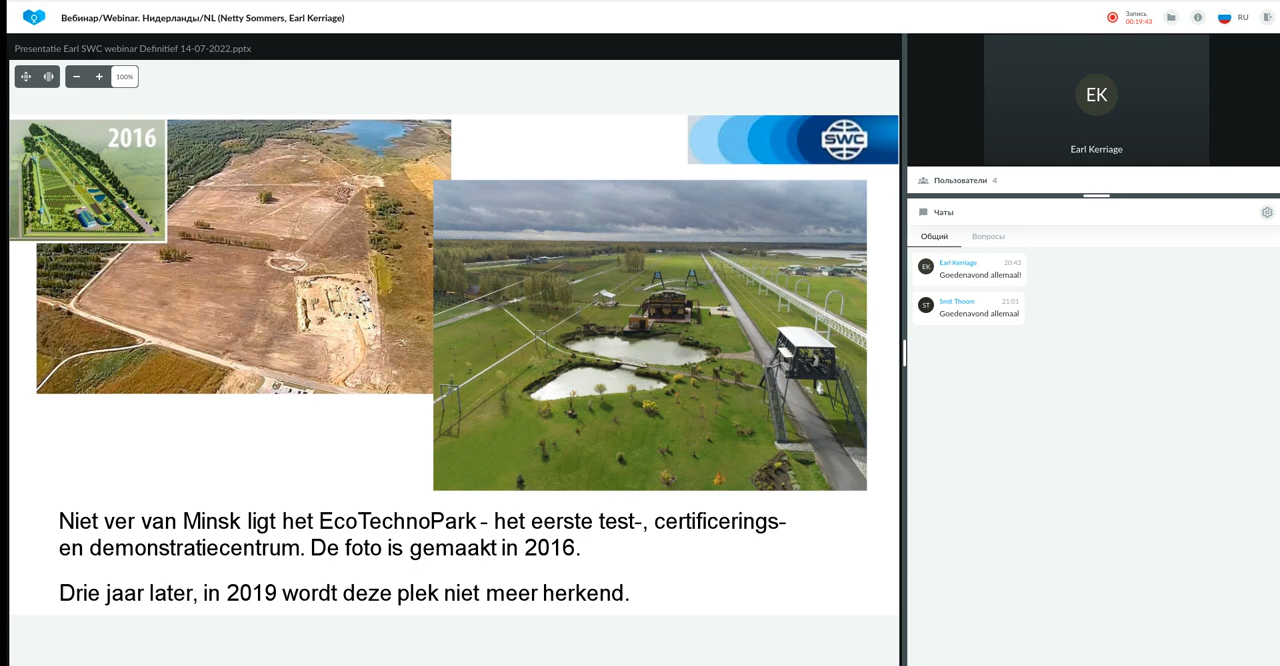 Вебинар/Webinar. Нидерланды/NL (Netty Sommers, Earl Kerriage)
Запись
00:19:43
RU
Presentatie Earl SWC webinar Definitief 14-07-2022.pptx
100%
2016
SWC
Niet ver van Minsk ligt het EcoTechnoPark - het eerste test-, certificerings-
en demonstratiecentrum. De foto is gemaakt in 2016.
Drie jaar later, in 2019 wordt deze plek niet meer herkend.
EK
Earl Kerriage
Пользователи 4
Чаты
Общий Вопросы
EK Earl Kerriage 20:43
Goedenavond allemaal!
ST Smit Thoom 21:01
Goedenavond allemaal